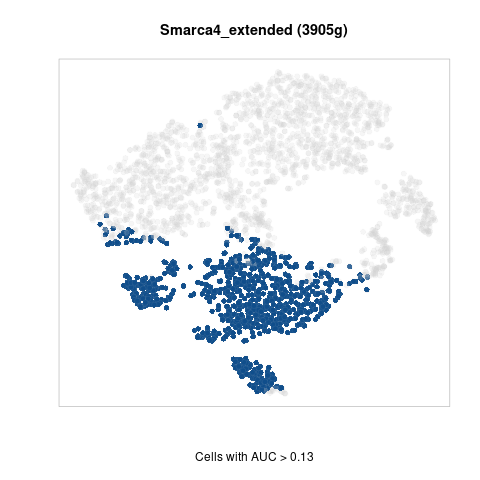 Smarca4_extended (3905g)
Cells with AUC > 0.13